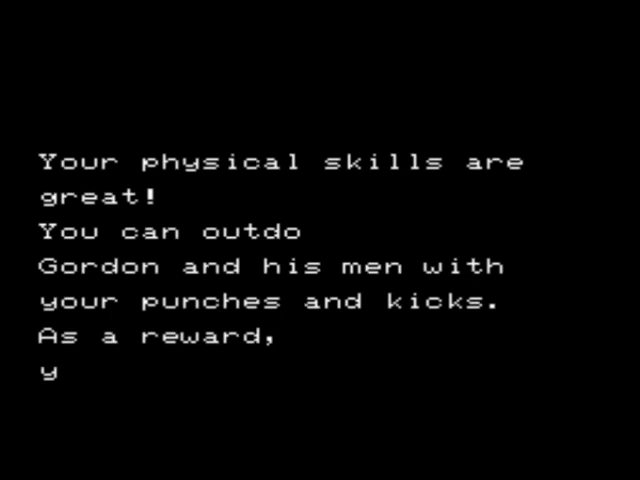 Your physical skills are
great!
You can outdo
Gordon and his men with
your punches and kicks.
As a reward,
y